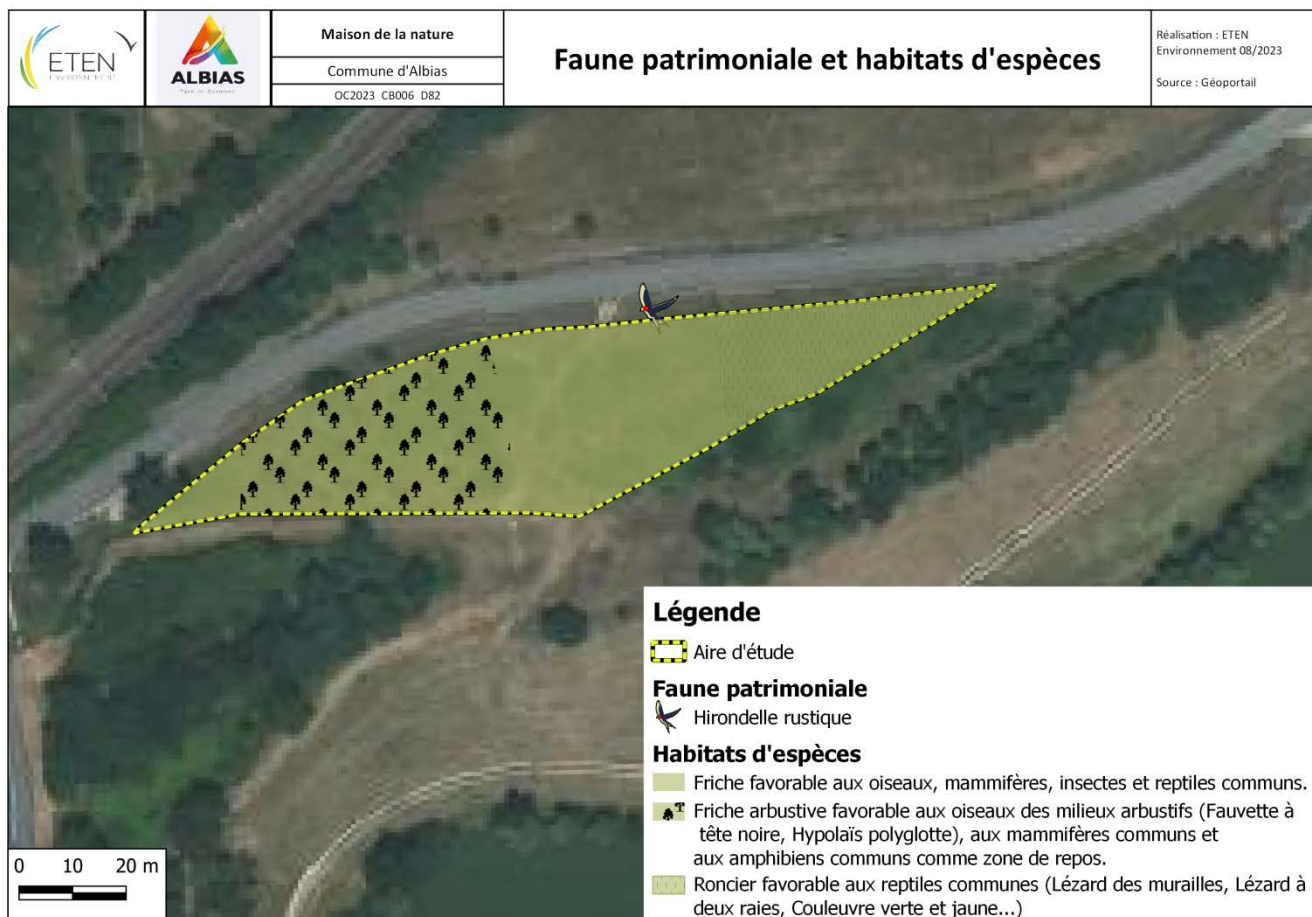 ETEN
ENVIRONNEMENT
ALBIAS
Tarn-et-Garonne
Maison de la nature
Commune d'Albias
OC2023_CB006_D82
Faune patrimoniale et habitats d'espèces
Réalisation : ETEN
Environnement 08/2023
Source : Géoportail
Légende
Aire d'étude
Faune patrimoniale
Hirondelle rustique
Habitats d'espèces
Friche favorable aux oiseaux, mammifères, insectes et reptiles communs.
Friche arbustive favorable aux oiseaux des milieux arbustifs (Fauvette à
tête noire, Hypolaïs polyglotte), aux mammifères communs et
aux amphibiens communs comme zone de repos.
Roncier favorable aux reptiles communes (Lézard des murailles, Lézard à
deux raies, Couleuvre verte et jaune...)
0 10 20 m